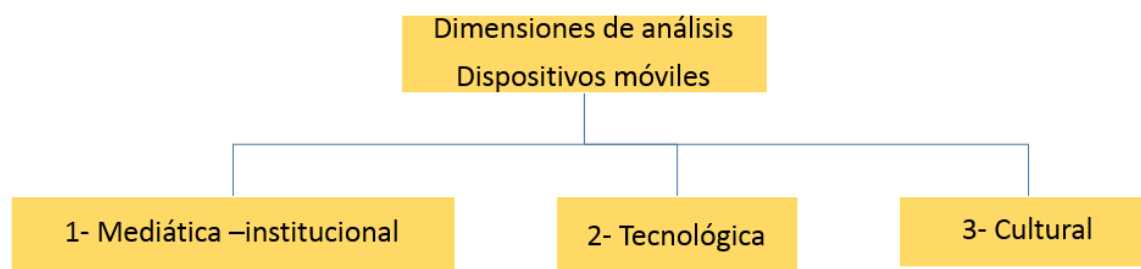 Dimensiones de análisis
Dispositivos móviles
1- Mediática –institucional
2- Tecnológica
3- Cultural